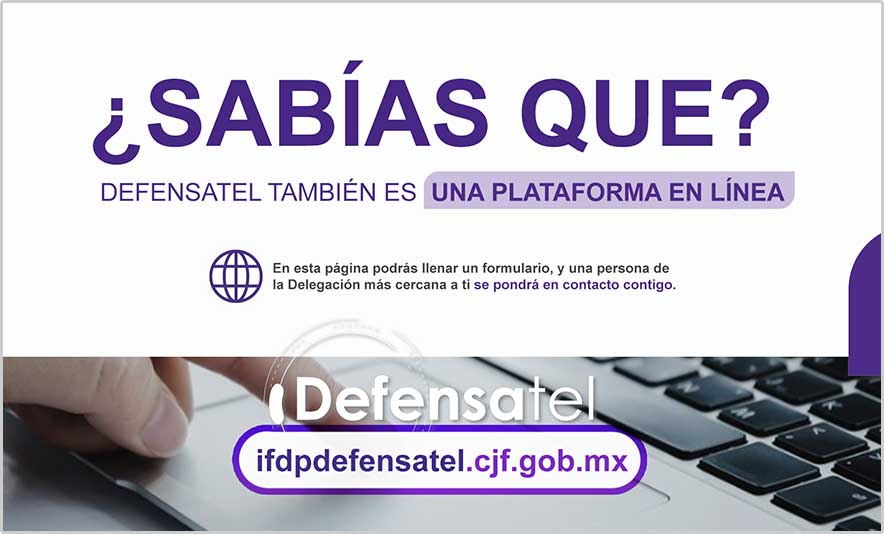 ¿SABÍAS QUE?
DEFENSATEL TAMBIÉN ES UNA PLATAFORMA EN LÍNEA
En esta página podrás llenar un formulario, y una persona de
la Delegación más cercana a ti se pondrá en contacto contigo.
Defensatel
ifdpdefensatel.cjf.gob.mx